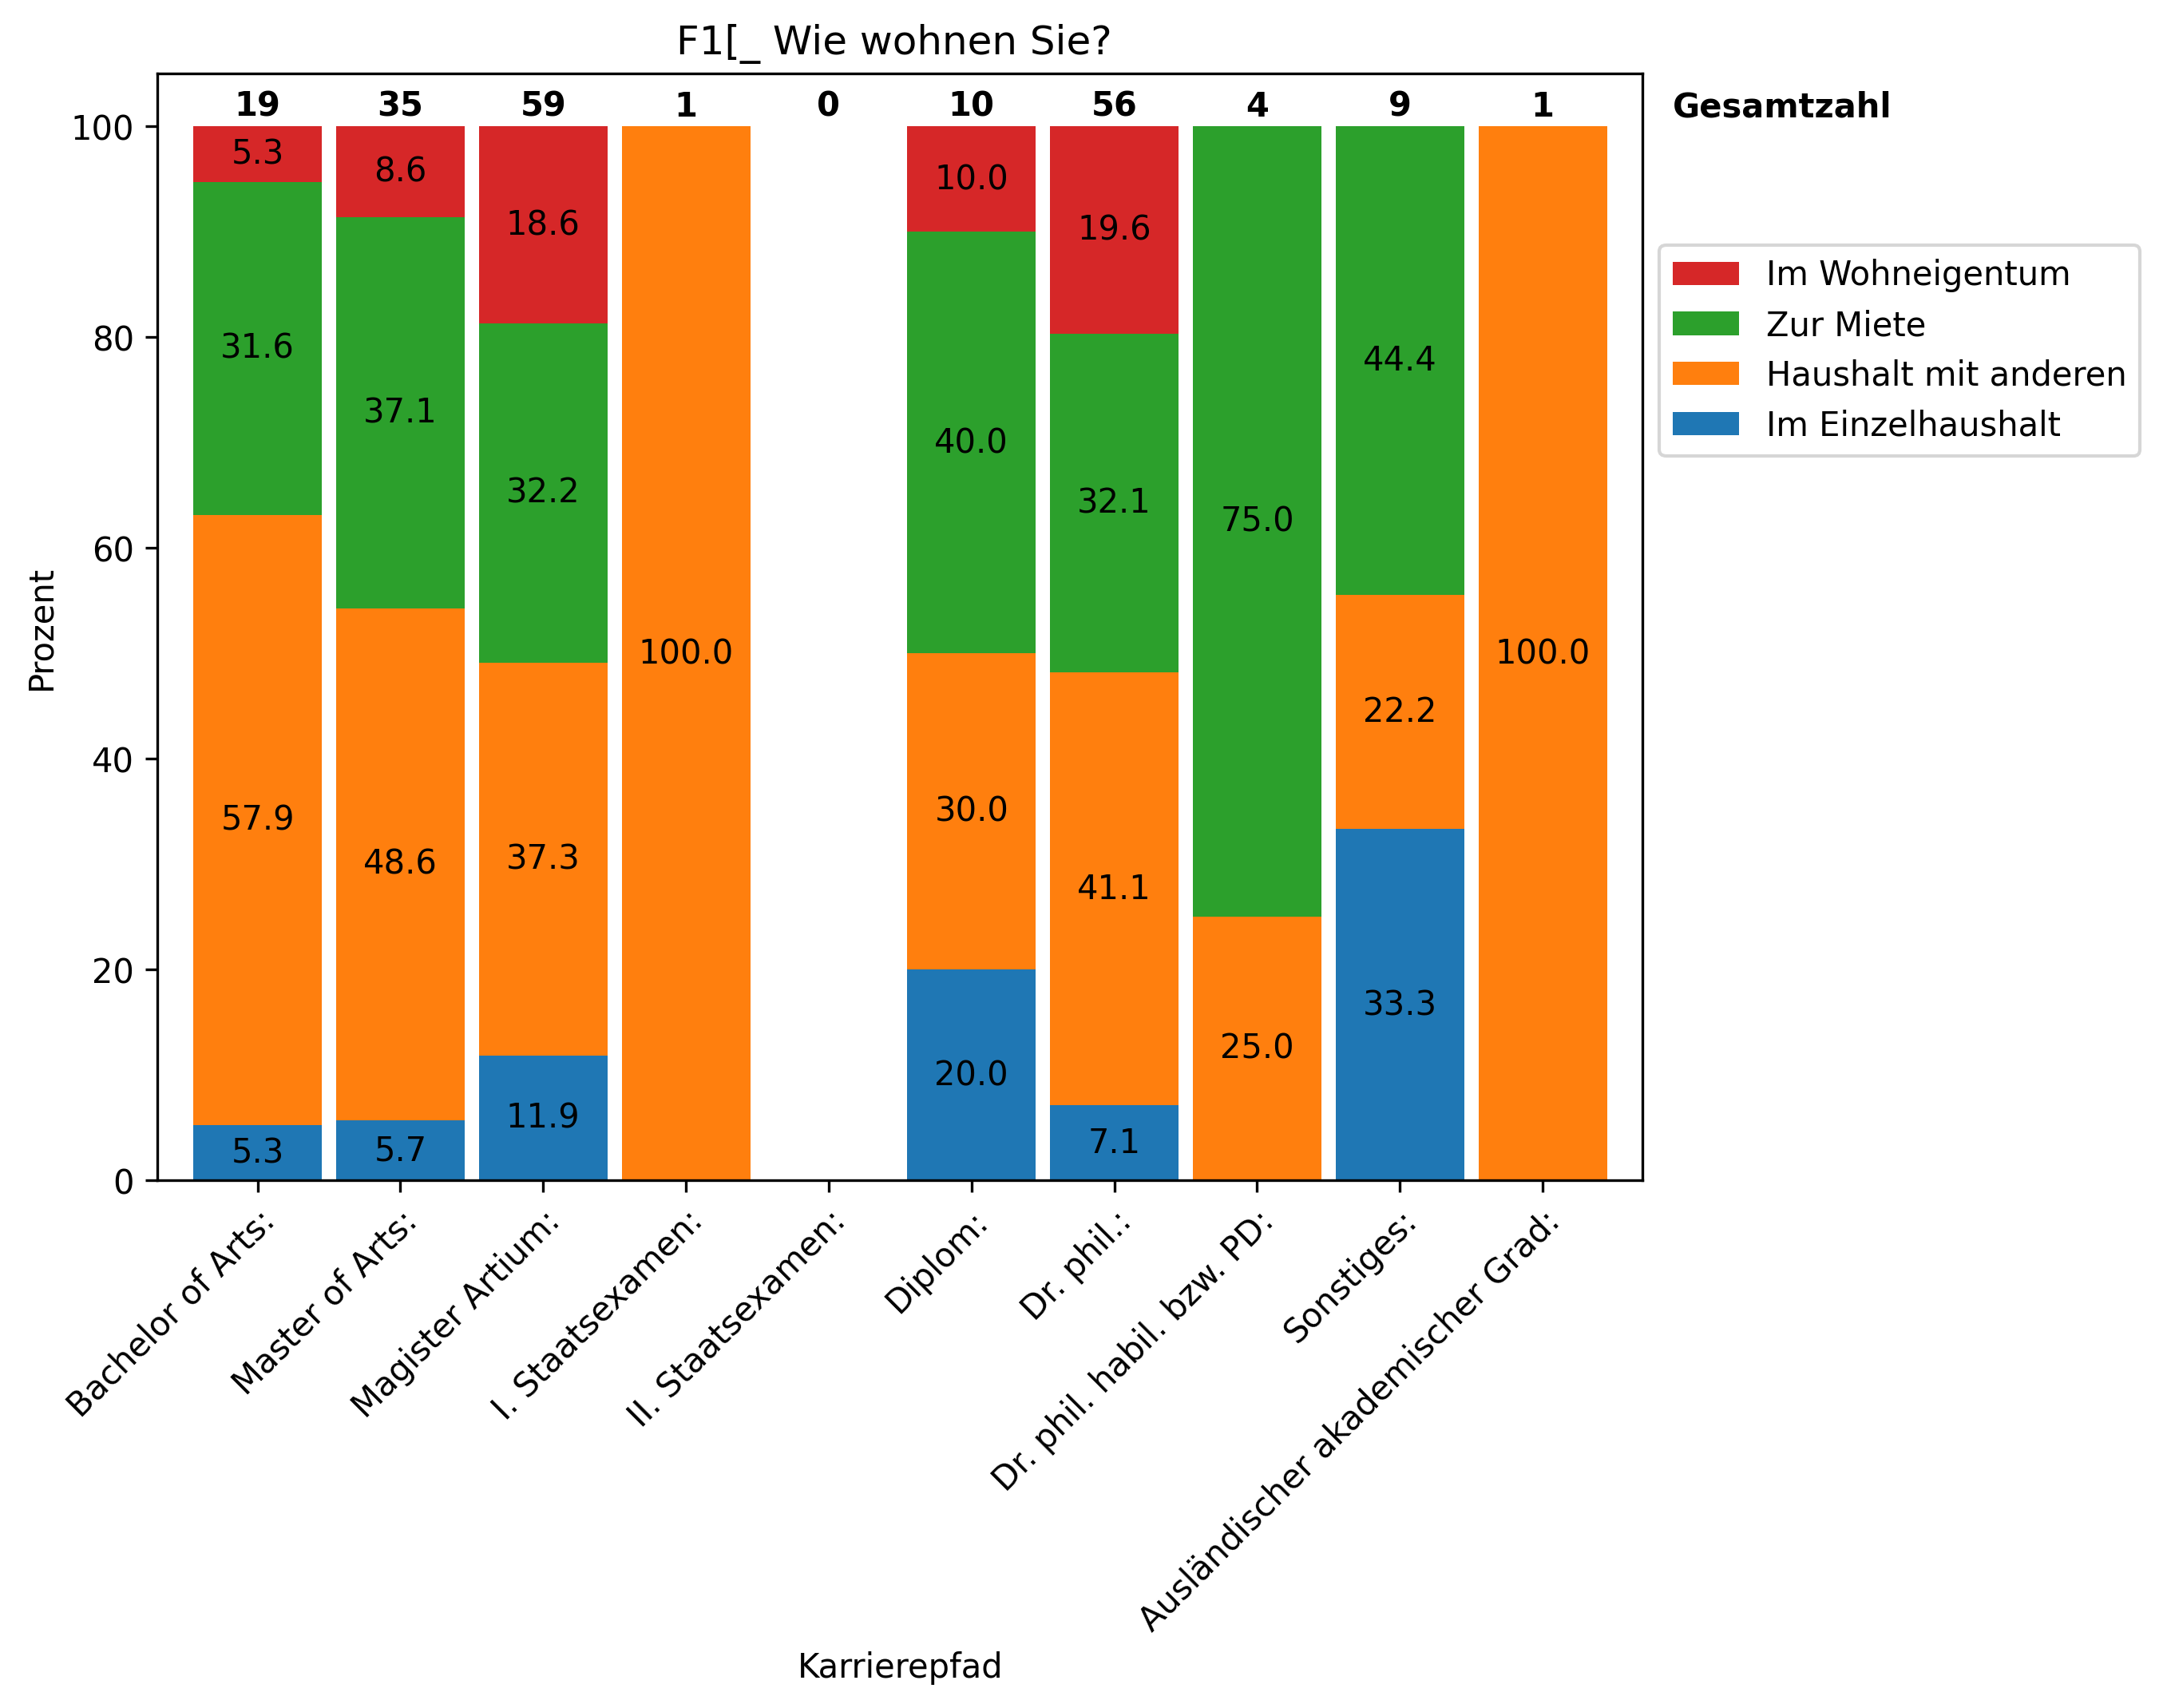 F1[_ Wie wohnen Sie?
19 35 59 1 0 10 56 4 9 1 Gesamtzahl
Prozent
100
80
60
40
20
0
5.3 31.6 57.9 5.3
8.6 37.1 48.6 5.7
18.6 32.2 37.3 11.9
100.0
10.0 40.0 30.0 20.0
19.6 32.1 41.1 7.1
75.0 25.0
44.4 22.2 33.3
100.0
Im Wohneigentum
Zur Miete
Haushalt mit anderen
Im Einzelhaushalt
Bachelor of Arts:
Master of Arts:
Magister Artium:
I. Staatsexamen:
II. Staatsexamen:
Diplom:
Dr. phil.:
Dr. phil. habil. bzw. PD:
Sonstiges:
Ausländischer akademischer Grad:
Karrierepfad